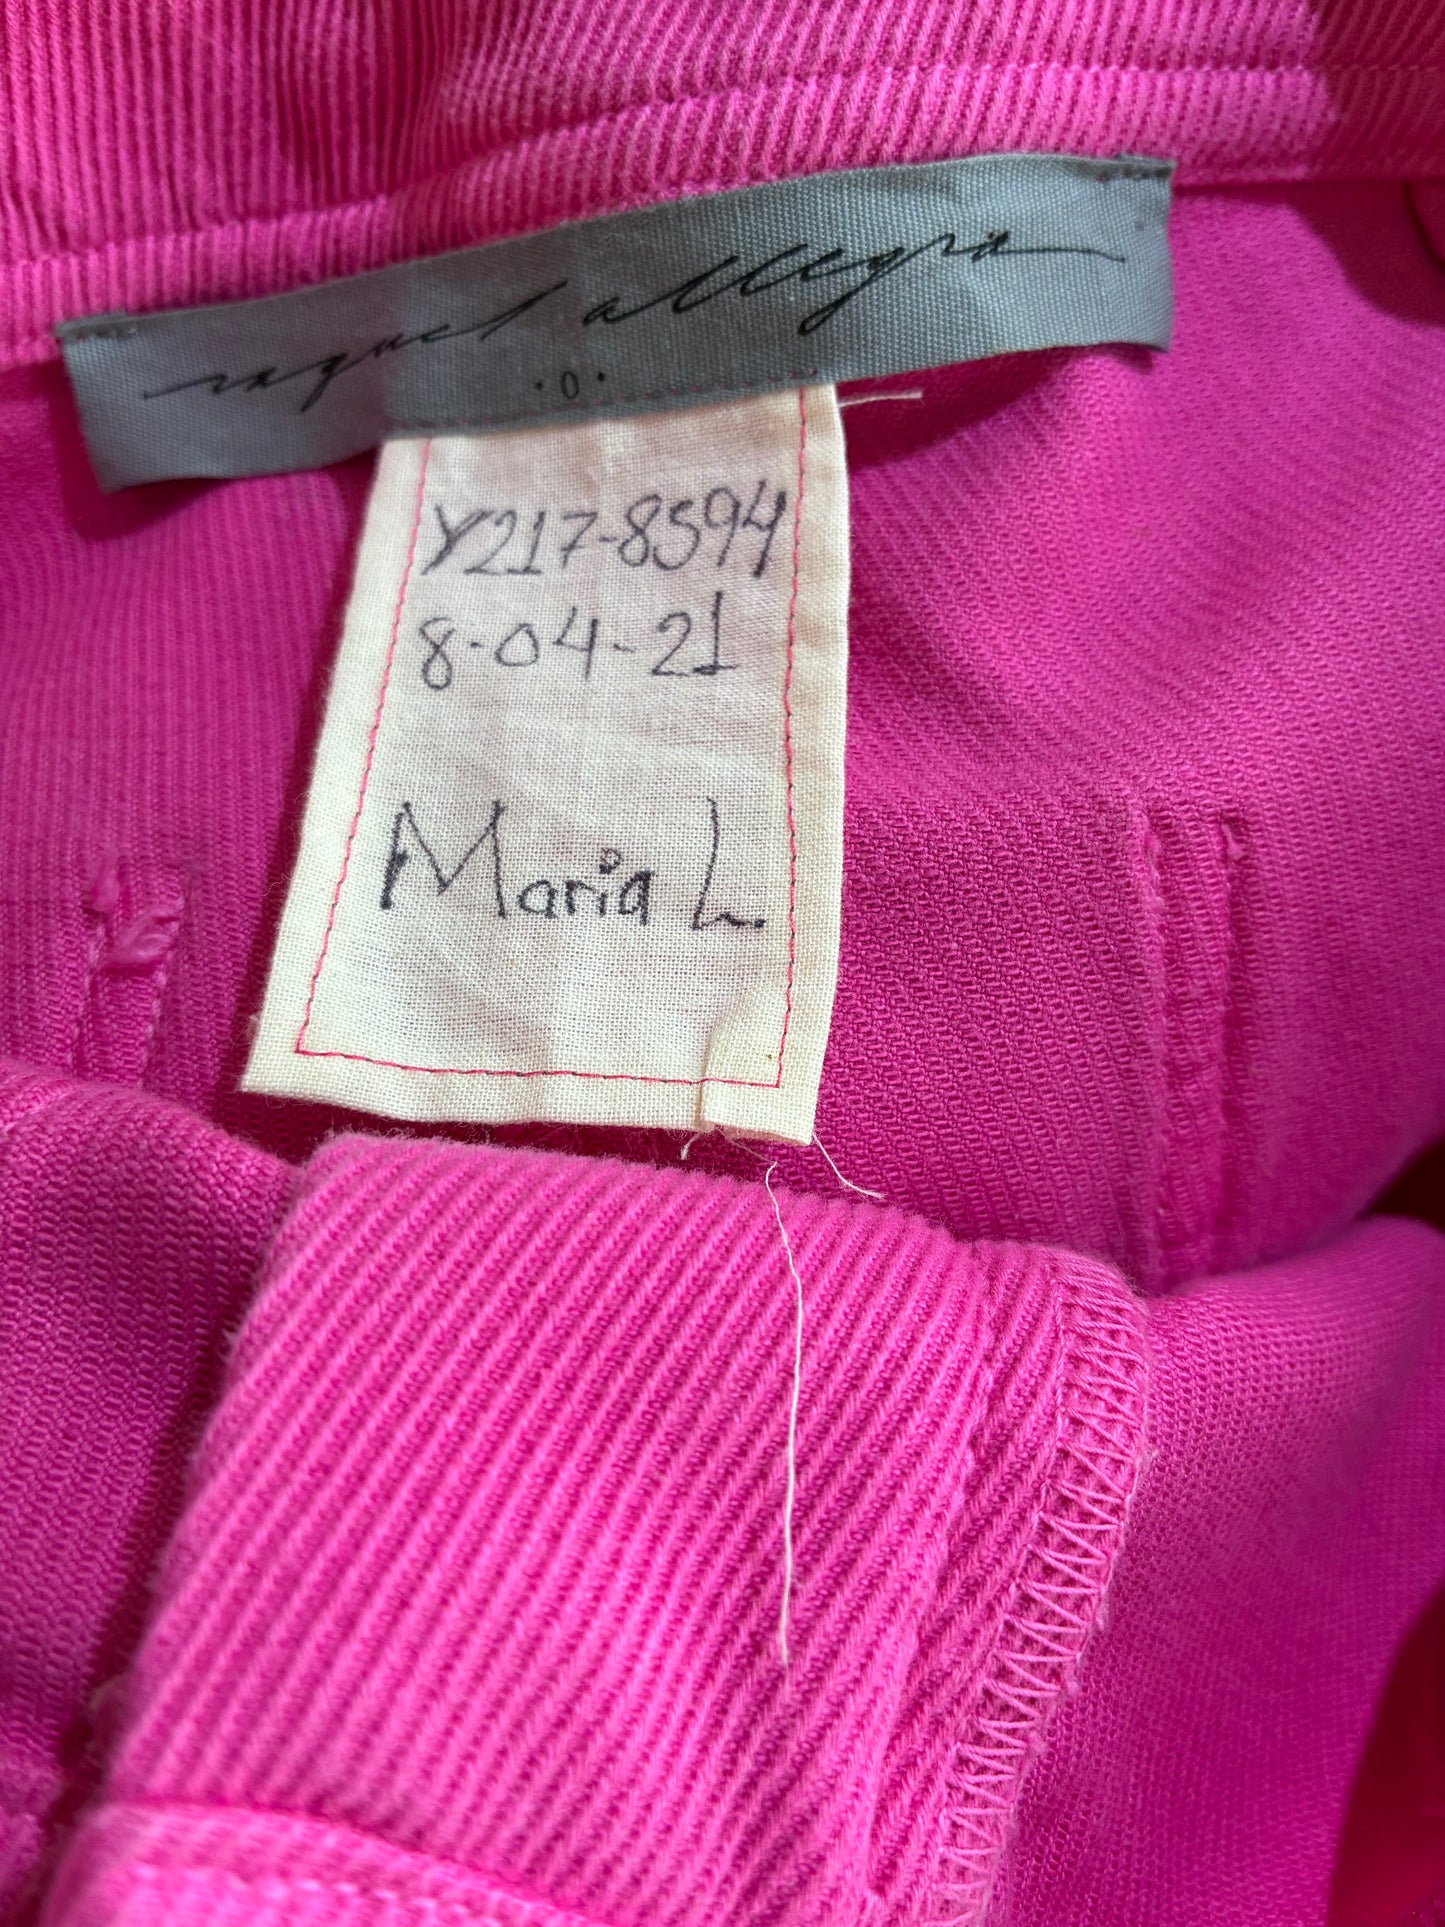 raquel allegra
·0·
Y217-8594
8-04-21
Maria L